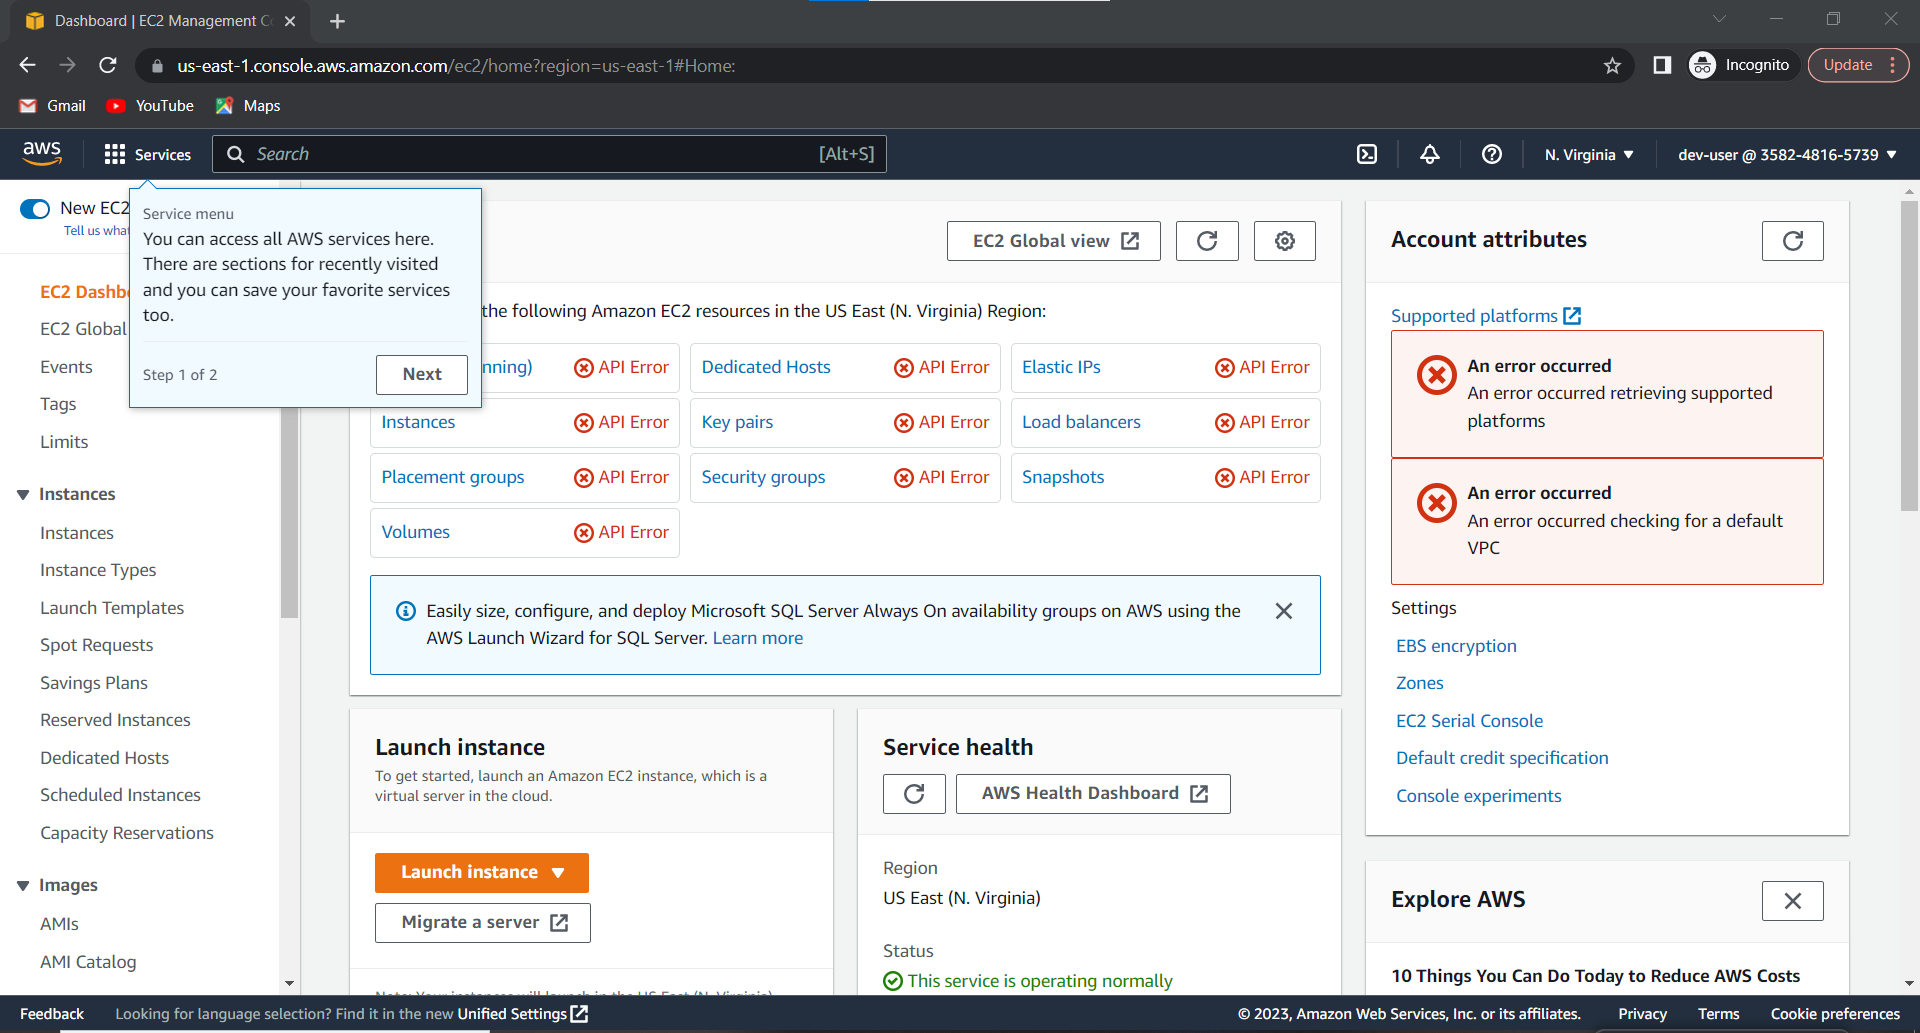 Dashboard | EC2 Management Co
us-east-1.console.aws.amazon.com/ec2/home?region=us-east-1#Home:
Incognito
Update
Gmail
YouTube
Maps
aws
Services
Search
[Alt+S]
N. Virginia
dev-user @ 3582-4816-5739
New EC2
Tell us what
Service menu
You can access all AWS services here.
There are sections for recently visited
and you can save your favorite services
too.
Step 1 of 2
Next
EC2 Dashbo
EC2 Global
Events
Tags
Limits
Instances
Instances
Instance Types
Launch Templates
Spot Requests
Savings Plans
Reserved Instances
Dedicated Hosts
Scheduled Instances
Capacity Reservations
Images
AMIs
AMI Catalog
EC2 Global view
the following Amazon EC2 resources in the US East (N. Virginia) Region:
nning)
API Error
Dedicated Hosts
API Error
Elastic IPs
API Error
Instances
API Error
Key pairs
API Error
Load balancers
API Error
Placement groups
API Error
Security groups
API Error
Snapshots
API Error
Volumes
API Error
Easily size, configure, and deploy Microsoft SQL Server Always On availability groups on AWS using the
AWS Launch Wizard for SQL Server. Learn more
Launch instance
To get started, launch an Amazon EC2 instance, which is a
virtual server in the cloud.
Launch instance
Migrate a server
Note: Your instances will launch in the US East (N. Virginia)
Service health
AWS Health Dashboard
Region
US East (N. Virginia)
Status
This service is operating normally
Account attributes
Supported platforms
An error occurred
An error occurred retrieving supported
platforms
An error occurred
An error occurred checking for a default
VPC
Settings
EBS encryption
Zones
EC2 Serial Console
Default credit specification
Console experiments
Explore AWS
10 Things You Can Do Today to Reduce AWS Costs
Feedback
Looking for language selection? Find it in the new Unified Settings
© 2023, Amazon Web Services, Inc. or its affiliates.
Privacy
Terms
Cookie preferences